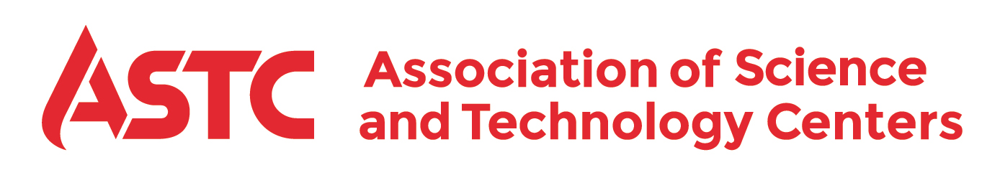 ASTC
Association of Science
and Technology Centers